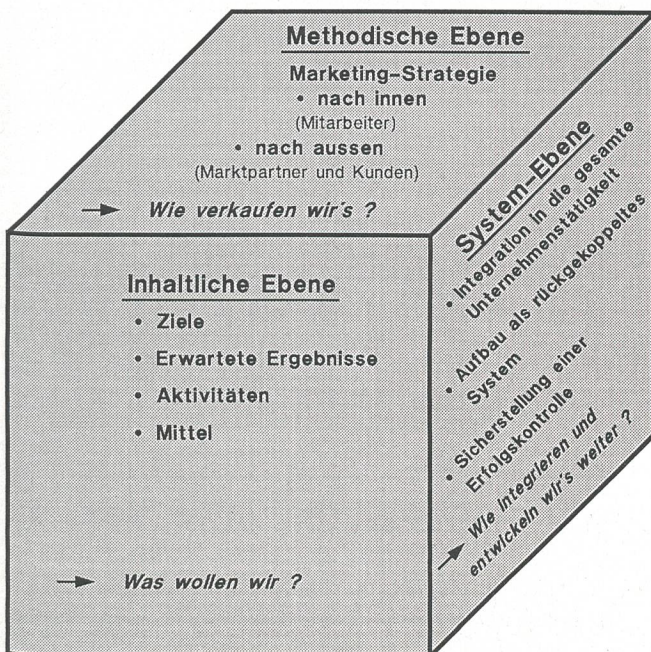 Methodische Ebene
Marketing-Strategie
• nach innen
(Mitarbeiter)
• nach aussen
(Marktpartner und Kunden)
→ Wie verkaufen wir's ?
Inhaltliche Ebene
• Ziele
• Erwartete Ergebnisse
• Aktivitäten
• Mittel
→ Was wollen wir ?
System-Ebene
• Integration in die gesamte
Unternehmenstätigkeit
• Aufbau als rückgekoppeltes
System
• Sicherstellung einer
Erfolgskontrolle
→ Wie integrieren und
entwickeln wir's weiter ?